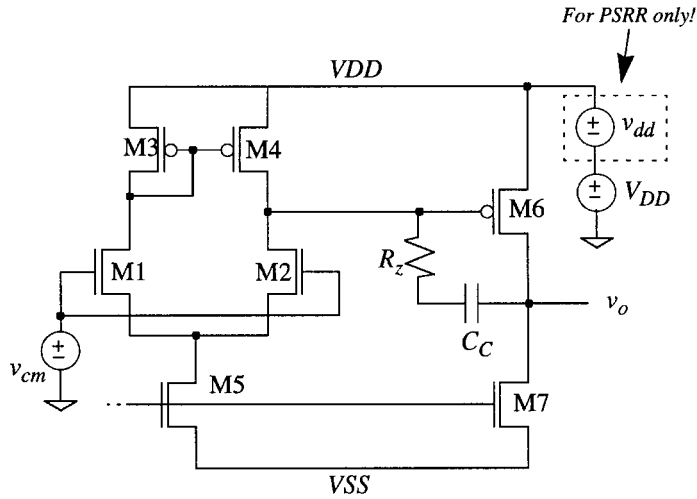 For PSRR only!
VDD
v_dd
M3
M4
V_DD
M6
M1
M2
R_z
v_o
C_C
v_cm
M5
M7
VSS